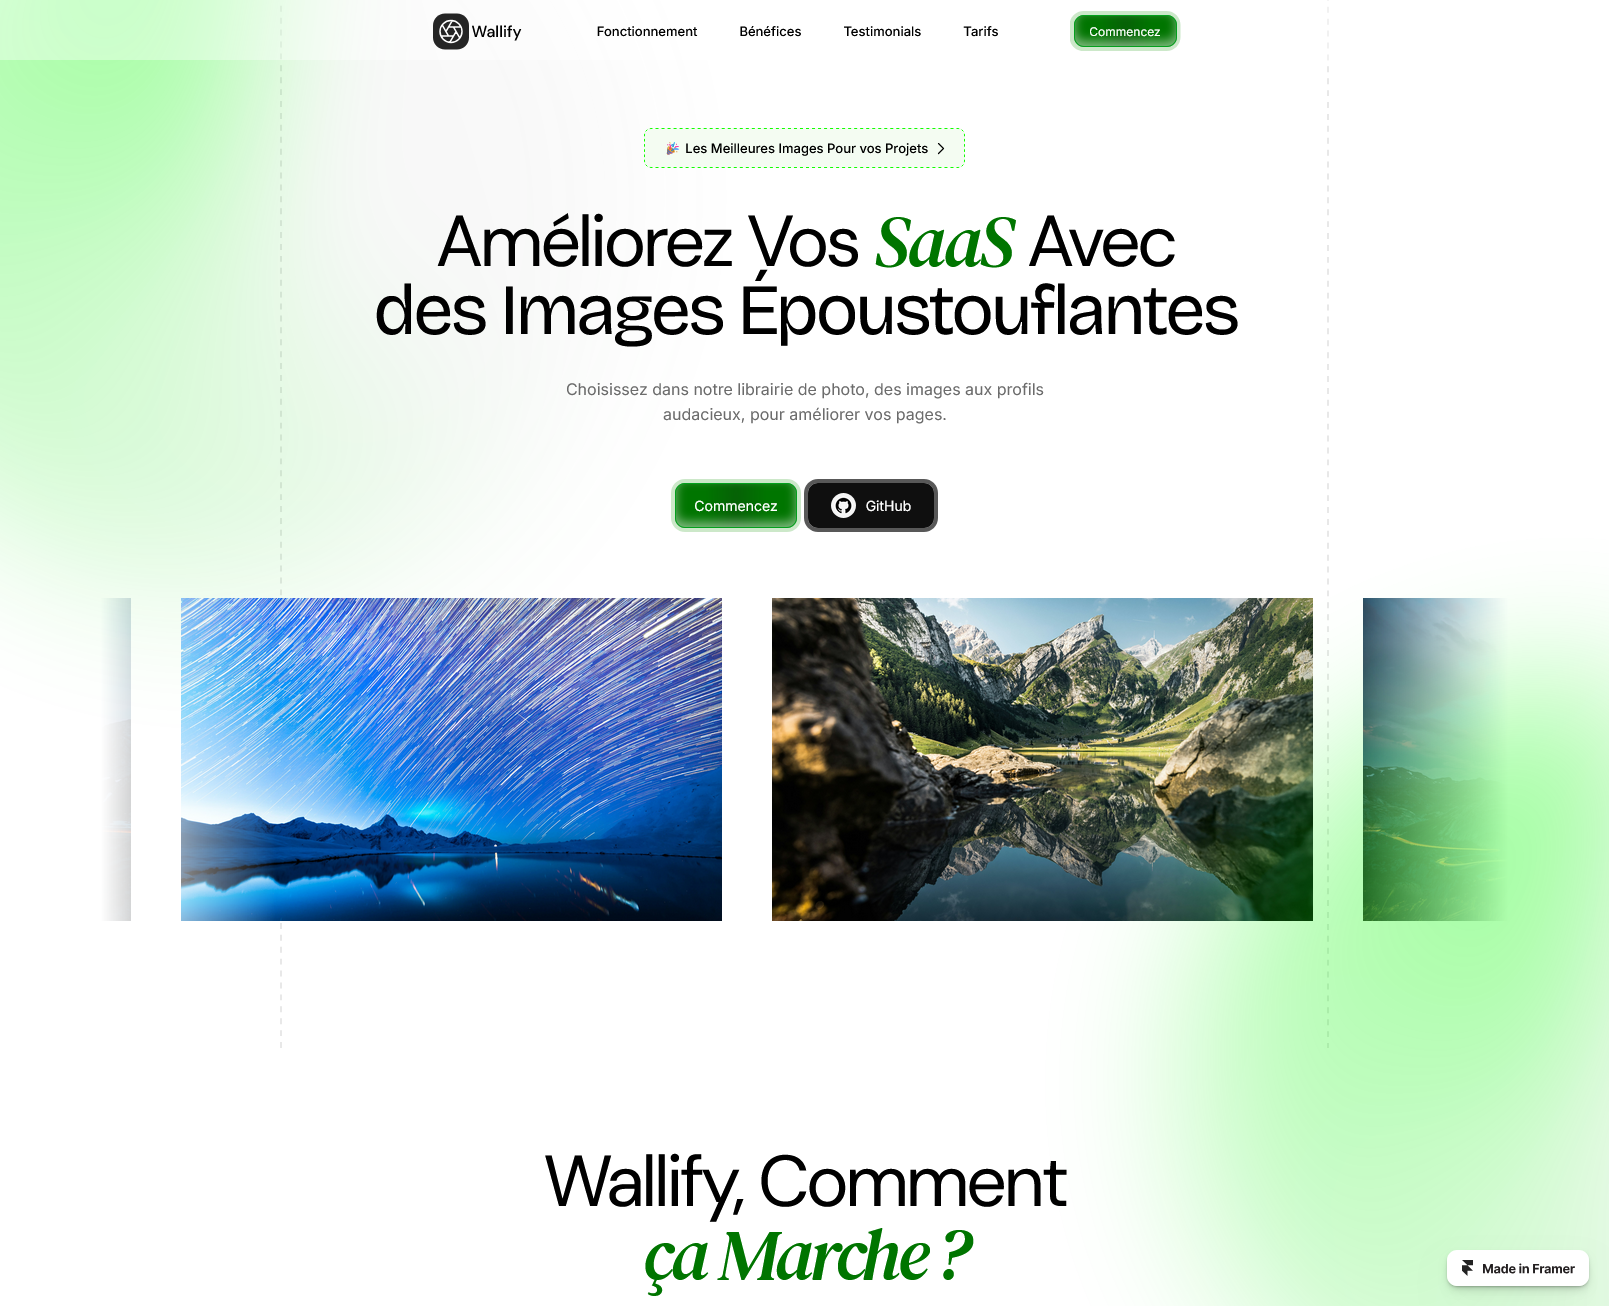 Wallify
Fonctionnement
Bénéfices
Testimonials
Tarifs
Commencez
🎉 Les Meilleures Images Pour vos Projets
Améliorez Vos SaaS Avec
des Images Époustouflantes
Choisissez dans notre librairie de photo, des images aux profils
audacieux, pour améliorer vos pages.
Commencez
GitHub
Wallify, Comment
ça Marche ?
Made in Framer